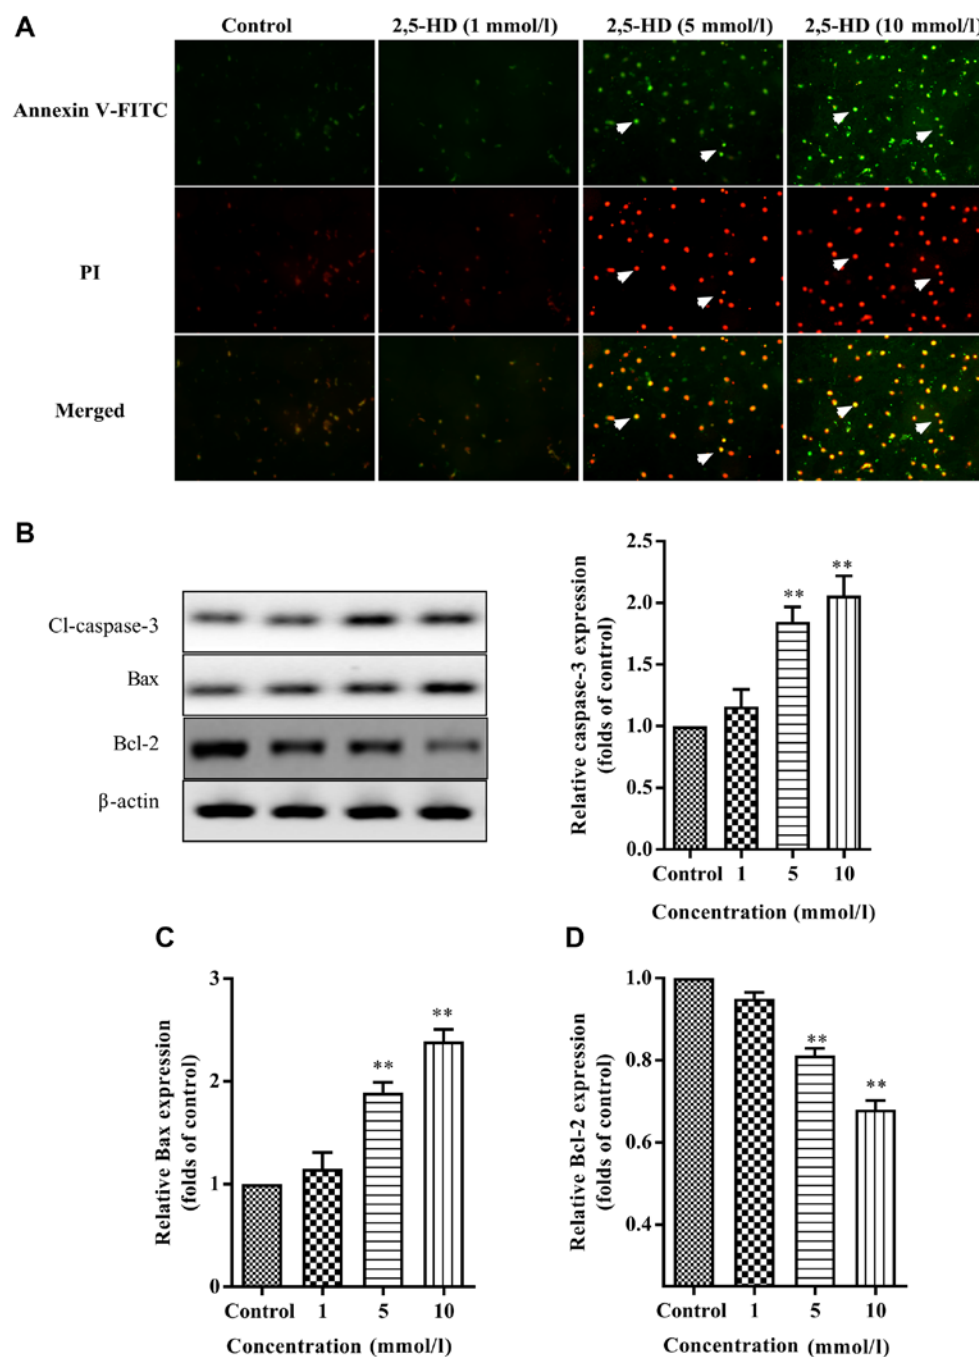 A
Control
2,5-HD (1 mmol/l)
2,5-HD (5 mmol/l)
2,5-HD (10 mmol/l)
Annexin V-FITC
PI
Merged
B
Cl-caspase-3
Bax
Bcl-2
β-actin
Relative caspase-3 expression
(folds of control)
2.5
2.0
1.5
1.0
0.5
0.0
**
**
Control 1 5 10
Concentration (mmol/l)
C
Relative Bax expression
(folds of control)
3
2
1
0
**
**
Control 1 5 10
Concentration (mmol/l)
D
Relative Bcl-2 expression
(folds of control)
1.0
0.8
0.6
0.4
**
**
Control 1 5 10
Concentration (mmol/l)